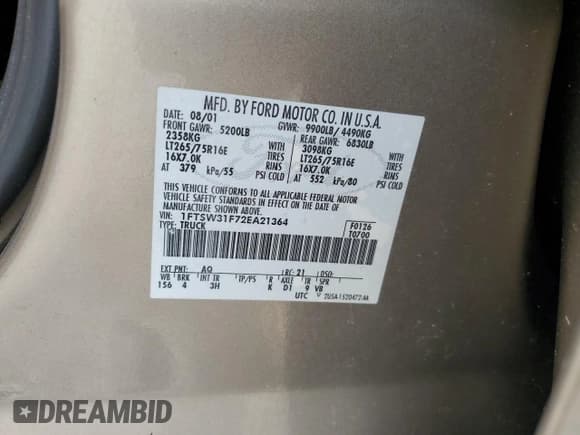 MFD. BY FORD MOTOR CO. IN U.S.A.
DATE: 08/01 GVWR: 9900LB/ 4490KG
FRONT GAWR: 5200LB REAR GAWR: 6830LB
2358KG WITH 3098KG WITH
LT265/75R16E TIRES LT265/75R16E TIRES
16X7.0K RIMS 16X7.0K RIMS
AT 379 kPa/55 PSI COLD AT 552 kPa/80 PSI COLD
THIS VEHICLE CONFORMS TO ALL APPLICABLE FEDERAL MOTOR
VEHICLE SAFETY STANDARDS IN EFFECT ON THE DATE OF
MANUFACTURE SHOWN ABOVE.
VIN: 1FTSW31F72EA21364 F0126
TYPE: TRUCK T0700
EXT PNT: AQ RC: 21 DSO:
WB BRK INT TR TP/PS R AXLE TR SPR
156 4 3H K D1 9 VB
UTC
DREAMBID